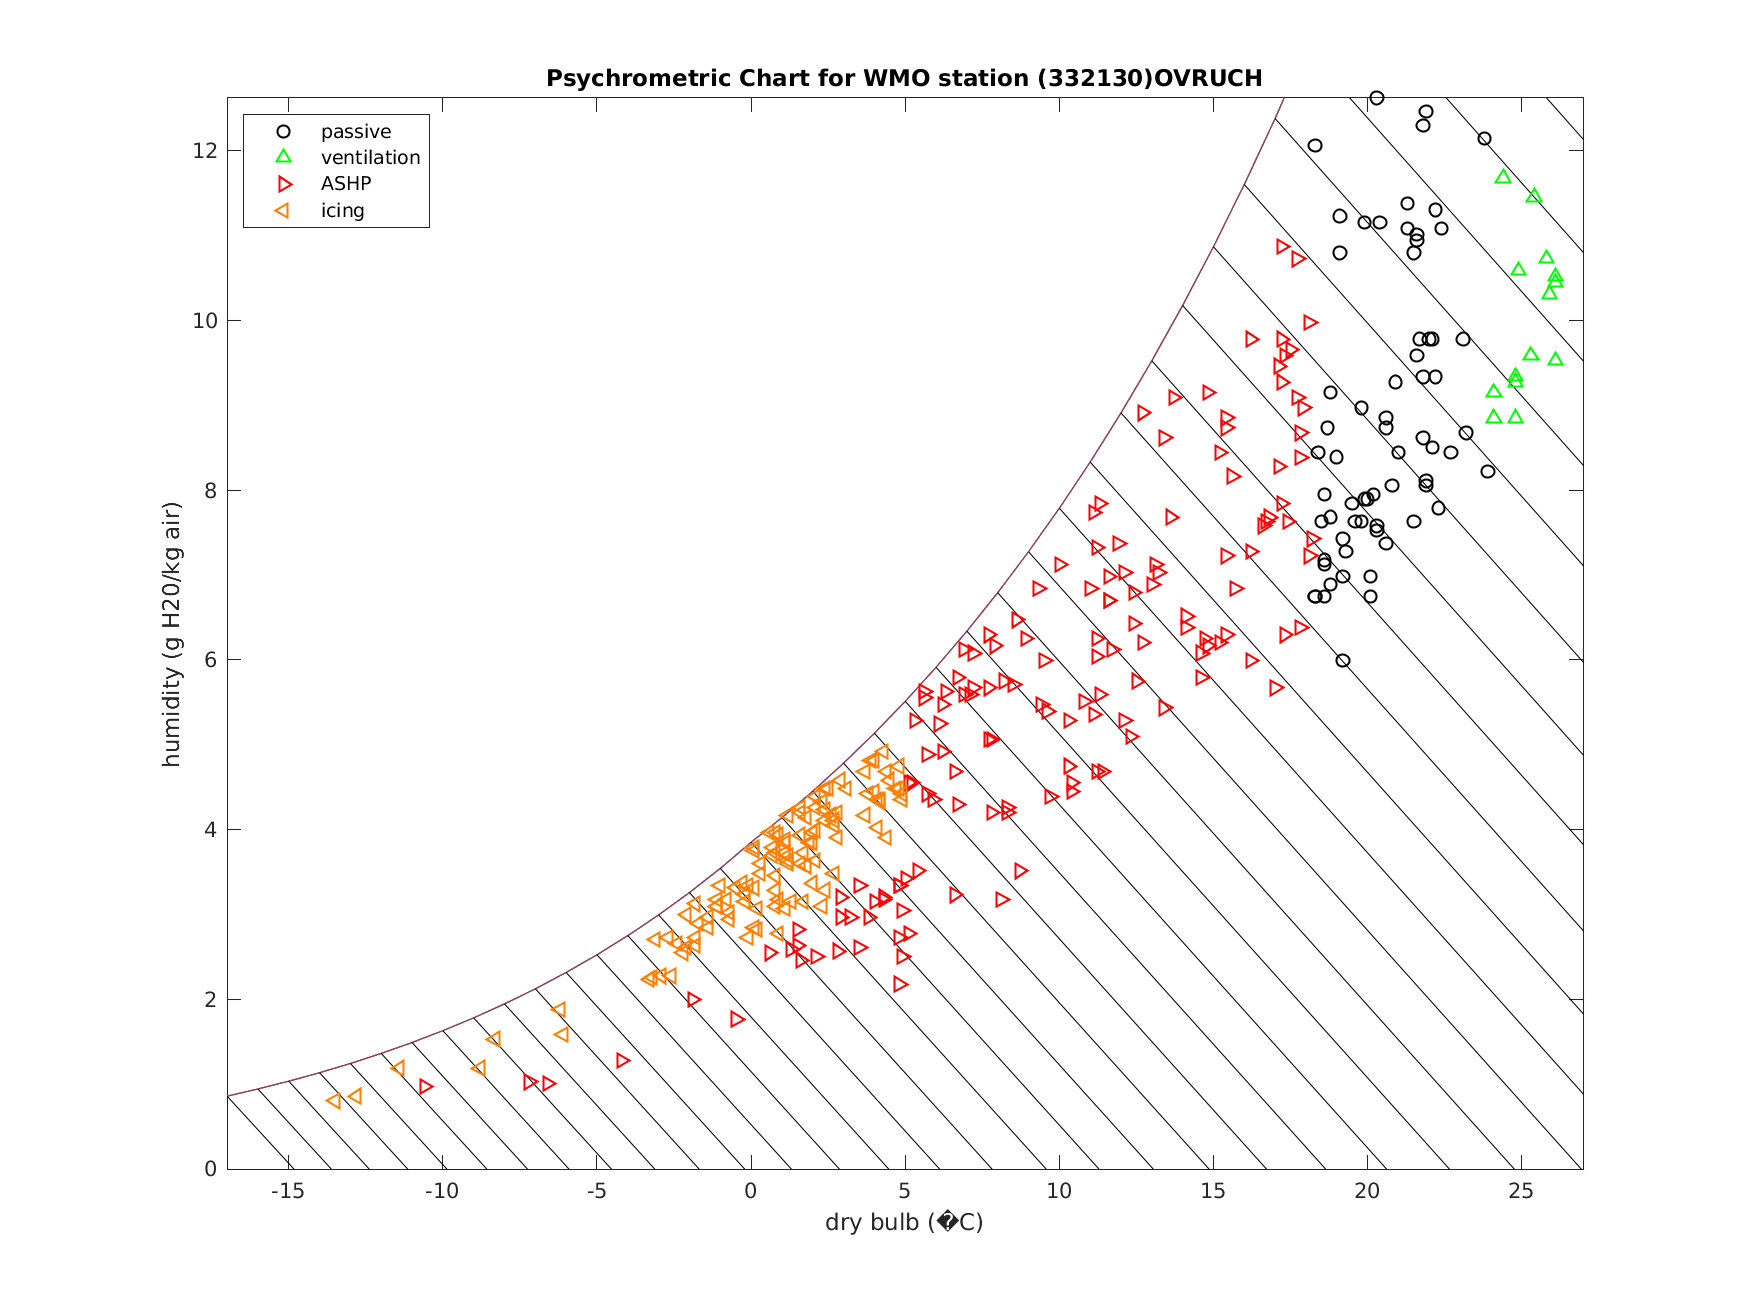 Psychrometric Chart for WMO station (332130)OVRUCH
passive
ventilation
ASHP
icing
humidity (g H20/kg air)
12
10
8
6
4
2
0
-15 -10 -5 0 5 10 15 20 25
dry bulb (�C)